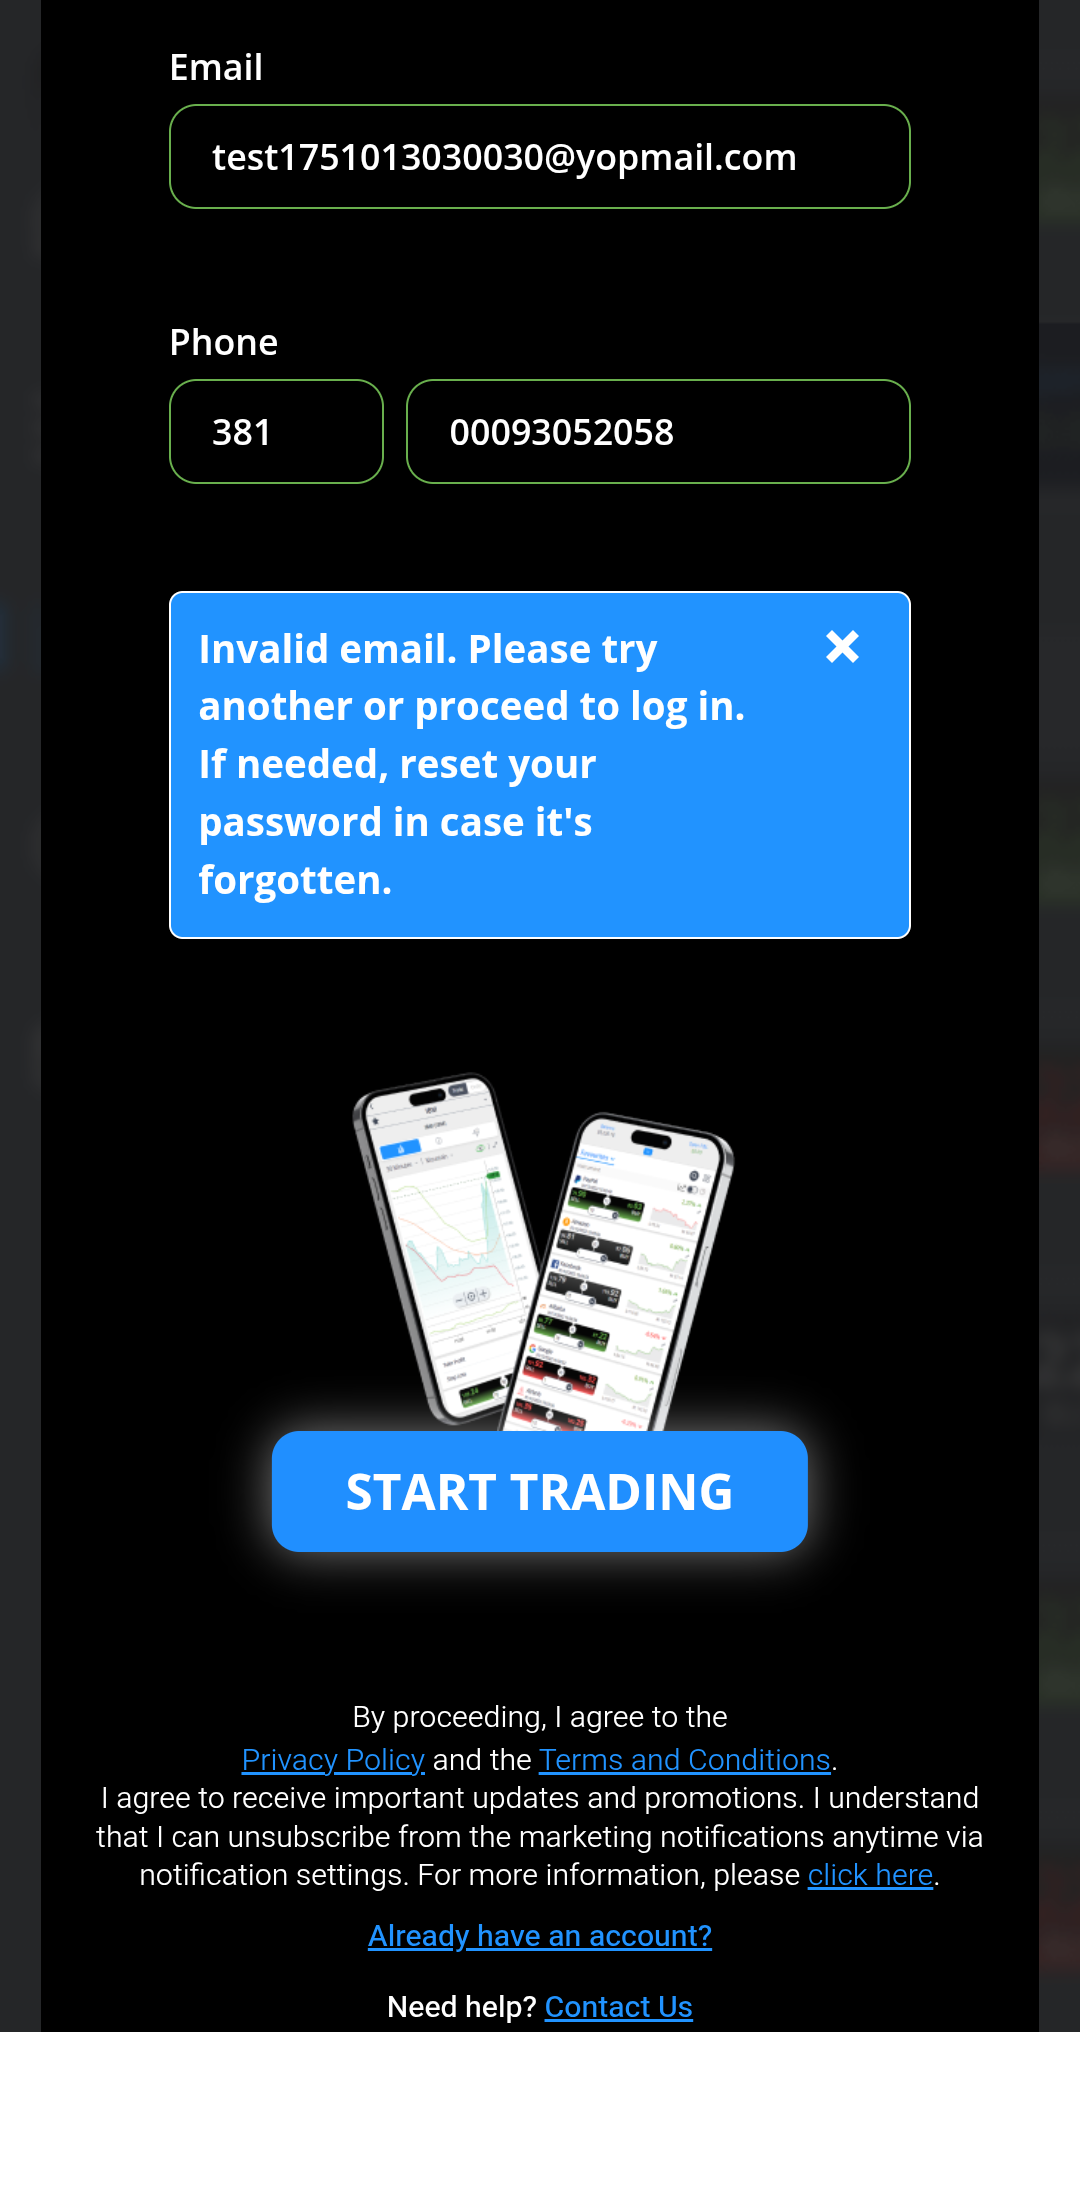 Email
test1751013030030@yopmail.com
Phone
381
00093052058
Invalid email. Please try
another or proceed to log in.
If needed, reset your
password in case it's
forgotten.
START TRADING
By proceeding, I agree to the
Privacy Policy and the Terms and Conditions.
I agree to receive important updates and promotions. I understand
that I can unsubscribe from the marketing notifications anytime via
notification settings. For more information, please click here.
Already have an account?
Need help? Contact Us